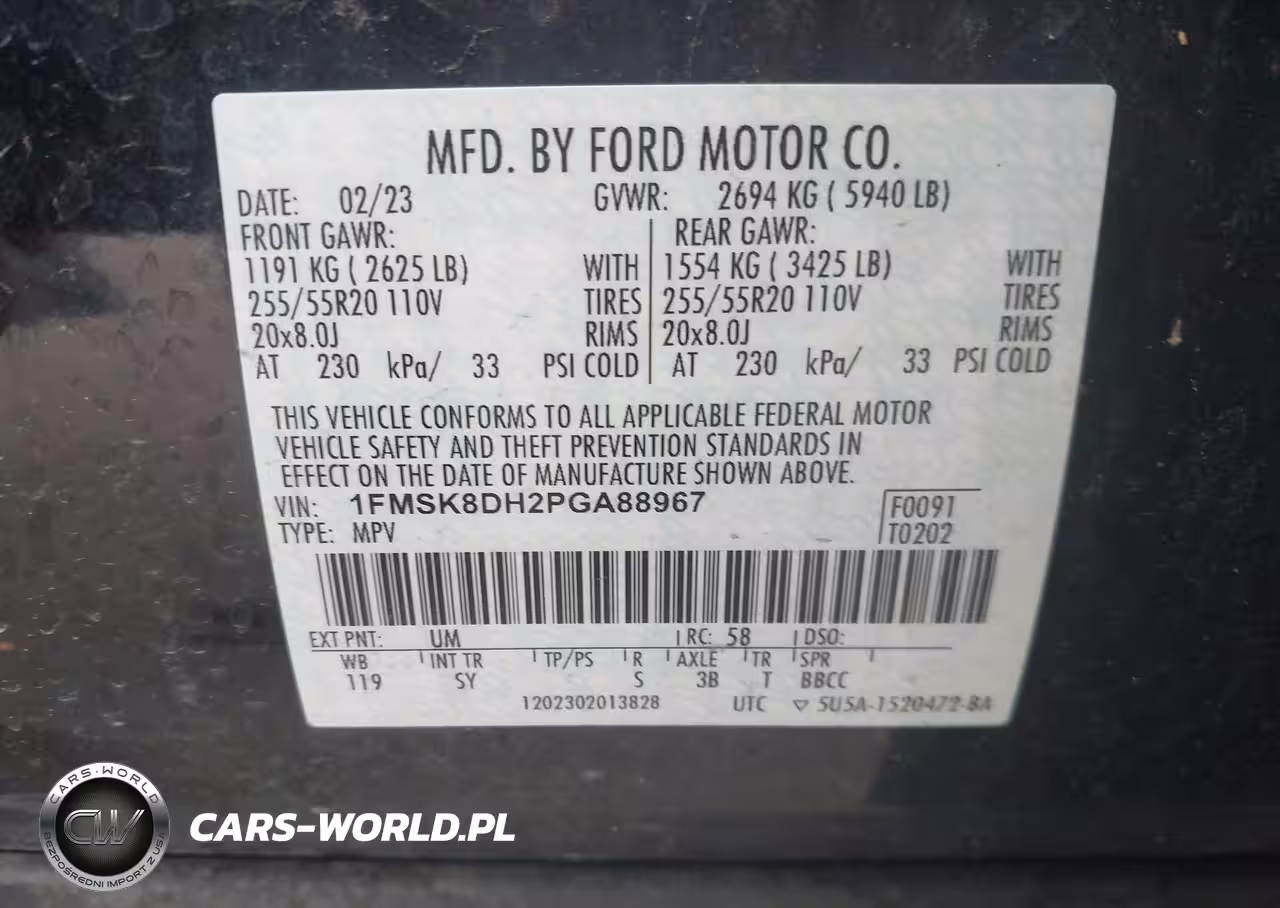 MFD. BY FORD MOTOR CO.
DATE: 02/23 GVWR: 2694 KG ( 5940 LB)
FRONT GAWR: REAR GAWR:
1191 KG ( 2625 LB) WITH 1554 KG ( 3425 LB) WITH
255/55R20 110V TIRES 255/55R20 110V TIRES
20x8.0J RIMS 20x8.0J RIMS
AT 230 kPa/ 33 PSI COLD AT 230 kPa/ 33 PSI COLD
THIS VEHICLE CONFORMS TO ALL APPLICABLE FEDERAL MOTOR
VEHICLE SAFETY AND THEFT PREVENTION STANDARDS IN
EFFECT ON THE DATE OF MANUFACTURE SHOWN ABOVE.
VIN: 1FMSK8DH2PGA88967 F0091
TYPE: MPV T0202
EXT PNT: UM RC: 58 DSO:
WB INT TR TP/PS R AXLE TR SPR
119 SY S 3B T BBCC
1202302013828 UTC ▽ 5U5A-1520472-BA
CARS-WORLD
CW
BEZPOŚREDNI IMPORT Z USA
CARS-WORLD.PL